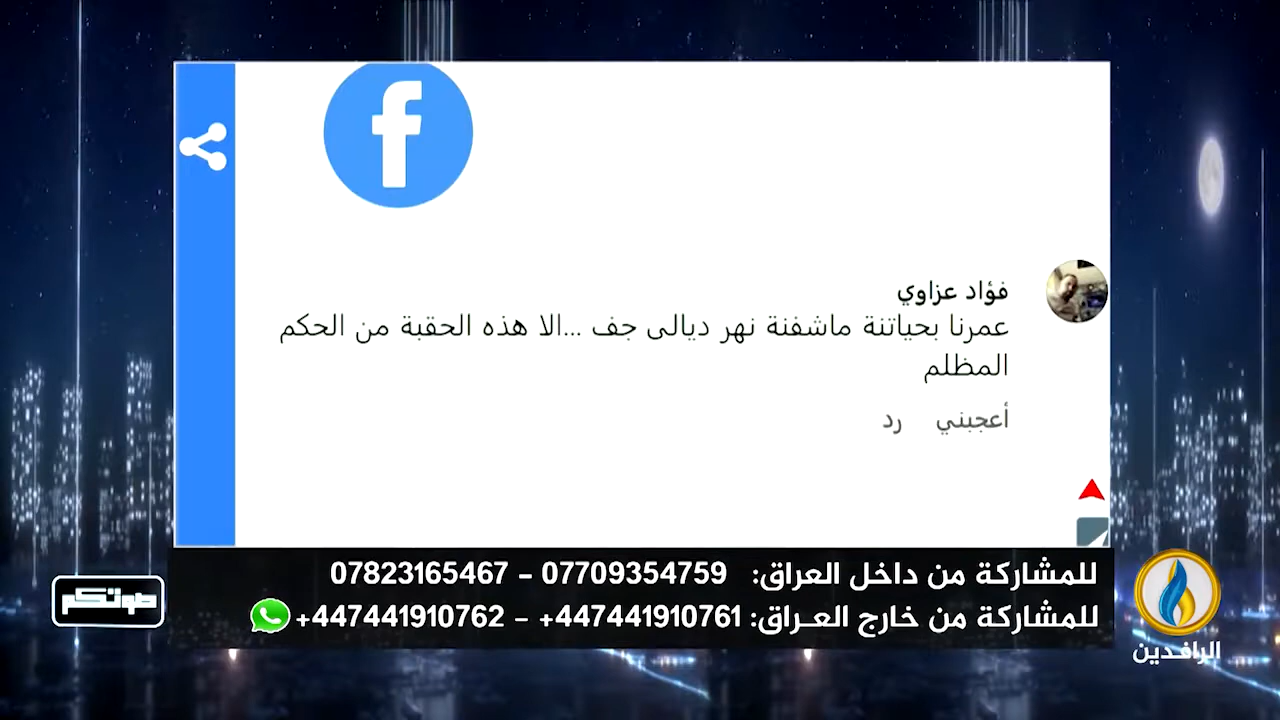 f
فؤاد عزاوي
عمرنا بحياتنة ماشفنة نهر ديالى جف ...الا هذه الحقبة من الحكم
المظلم
أعجبني رد
للمشاركة من داخل العراق: 07709354759 - 07823165467
للمشاركة من خارج العـراق: 447441910761+ - 447441910762+
صوتكم
الرافدين